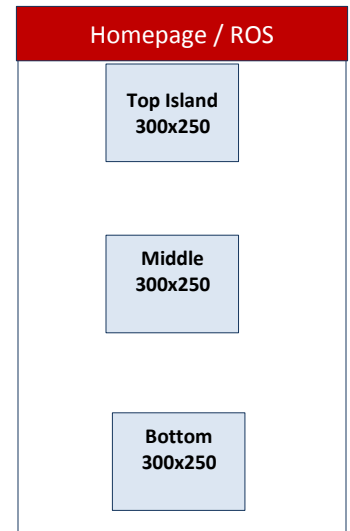 Homepage / ROS
Top Island
300x250
Middle
300x250
Bottom
300x250